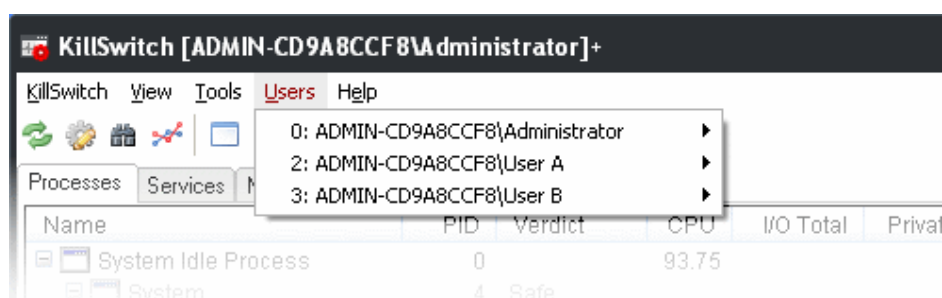 KillSwitch [ADMIN-CD9A8CCF8\Administrator]+
KillSwitch View Tools Users Help
0: ADMIN-CD9A8CCF8\Administrator
2: ADMIN-CD9A8CCF8\User A
3: ADMIN-CD9A8CCF8\User B
Processes Services
Name PID Verdict CPU I/O Total
System Idle Process 0 93.75
System 4 Safe